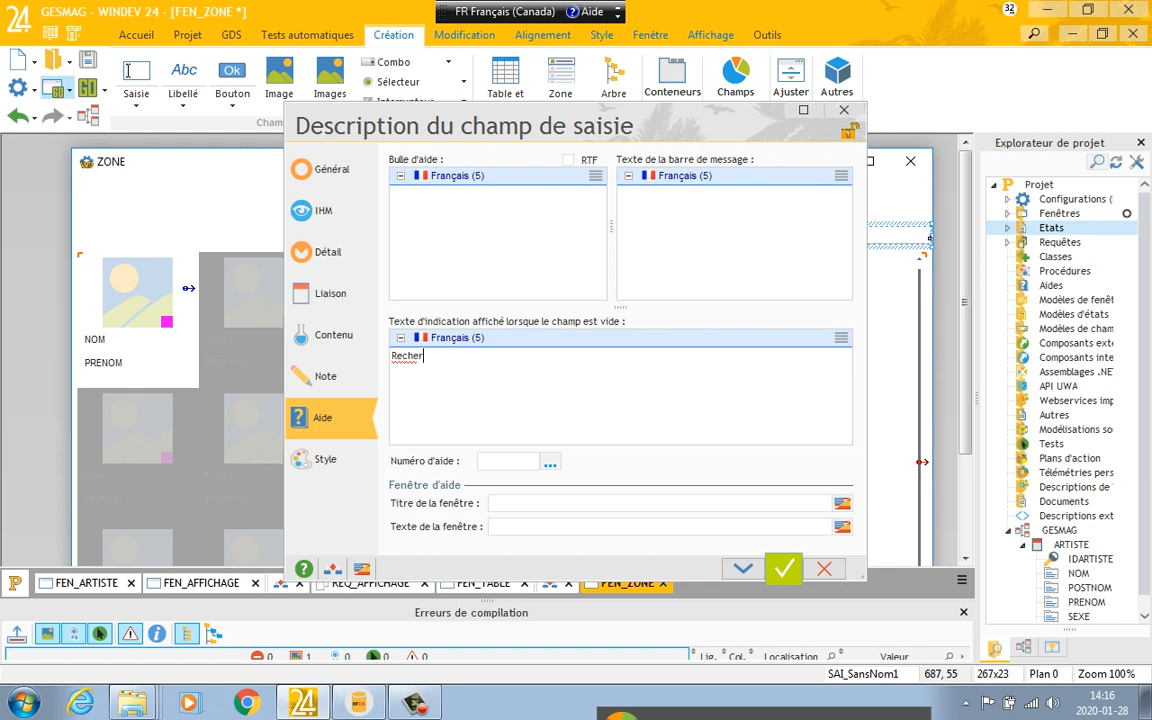 GESMAG - WINDEV 24 - [FEN_ZONE *]
FR Français (Canada) Aide
32
24
Accueil Projet GDS Tests automatiques Création Modification Alignement Style Fenêtre Affichage Outils
Saisie
Abc Libellé
Ok Bouton
Image
Images
Combo
Sélecteur
Table et
Zone
Arbre
Conteneurs
Champs
Ajuster
Autres
GO
Cham
ZONE
NOM
PRENOM
Description du champ de saisie
Général
IHM
Détail
Liaison
Contenu
Note
Aide
Style
Bulle d'aide : RTF
Français (5)
Texte de la barre de message :
Français (5)
Texte d'indication affiché lorsque le champ est vide :
Français (5)
Recher
Numéro d'aide : ...
Fenêtre d'aide
Titre de la fenêtre :
Texte de la fenêtre :
Explorateur de projet
Projet
Configurations (
Fenêtres
Etats
Requêtes
Classes
Procédures
Aides
Modèles de fenêt
Modèles d'états
Modèles de cham
Composants exte
Composants inte
Assemblages .NE
API UWA
Webservices imp
Autres
Modélisations so
Tests
Plans d'action
Télémétries pers
Descriptions de
Documents
Descriptions ext
GESMAG
ARTISTE
IDARTISTE
NOM
POSTNOM
PRENOM
SEXE
FEN_ARTISTE FEN_AFFICHAGE REQ_AFFICHAGE FEN_TABLE FEN_ZONE
Erreurs de compilation
0 1 0 0 0
Lig. Col. Localisation Valeur
SAI_SansNom1 687, 55 267x23 Plan 0 Zoom 100%
14:16
2020-01-28